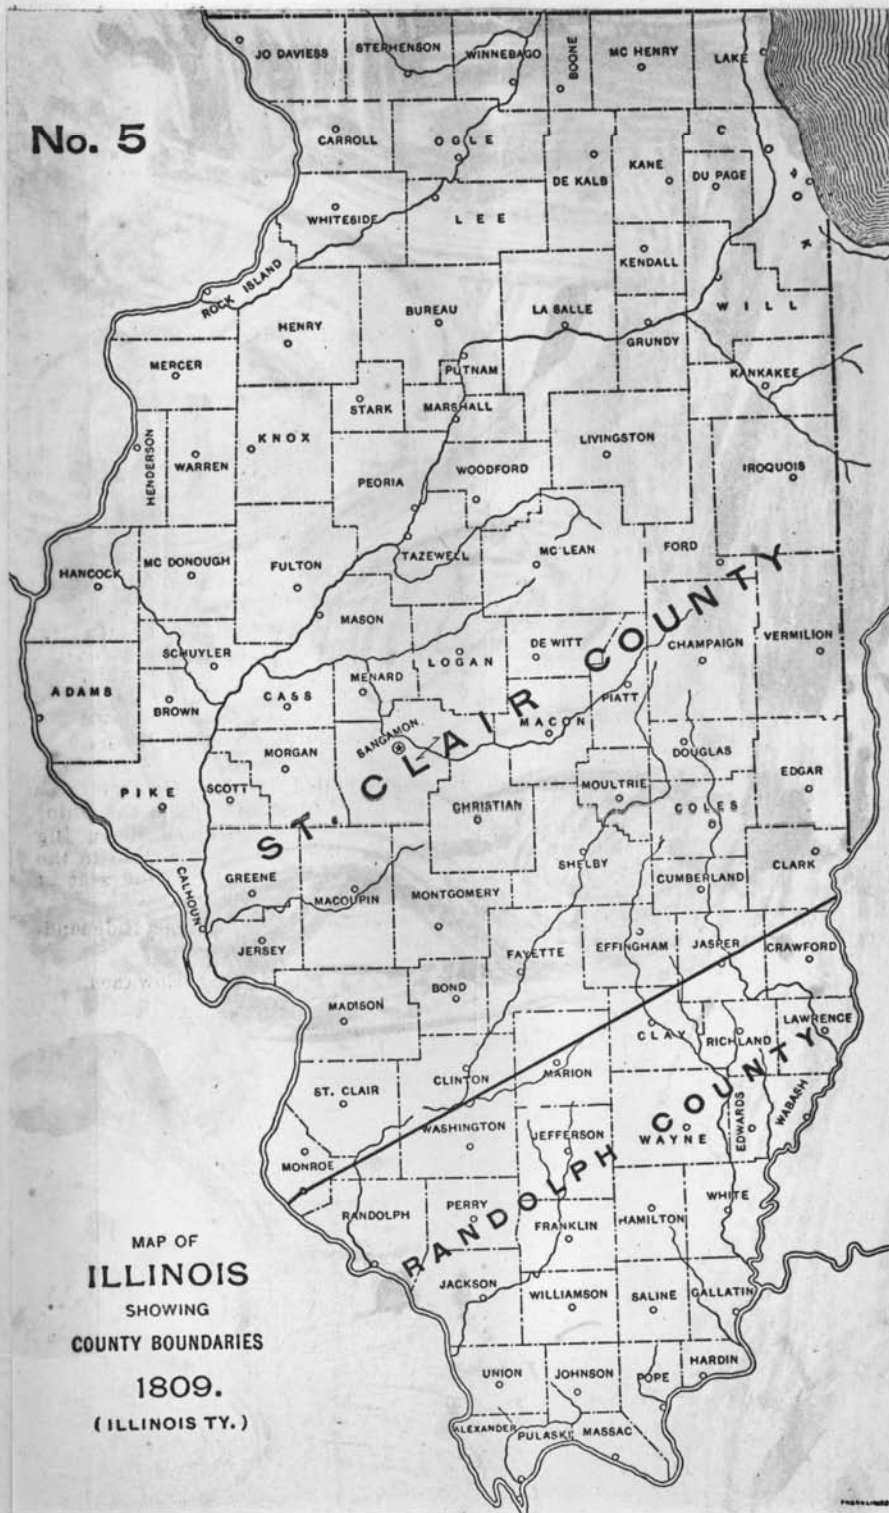 No. 5
JO DAVIESS
STEPHENSON
WINNEBAGO
BOONE
MC HENRY
LAKE
CARROLL
OGLE
DE KALB
KANE
DU PAGE
WHITESIDE
LEE
KENDALL
ROCK ISLAND
HENRY
BUREAU
LA SALLE
GRUNDY
WILL
MERCER
PUTNAM
KANKAKEE
STARK
MARSHALL
HENDERSON
WARREN
KNOX
PEORIA
WOODFORD
LIVINGSTON
IROQUOIS
HANCOCK
MC DONOUGH
FULTON
TAZEWELL
MC LEAN
FORD
MASON
SCHUYLER
LOGAN
DE WITT
CHAMPAIGN
VERMILION
ADAMS
BROWN
CASS
MENARD
SANGAMON
MACON
PIATT
MORGAN
DOUGLAS
PIKE
SCOTT
CHRISTIAN
MOULTRIE
COLES
EDGAR
ST. CLAIR COUNTY
GREENE
MACOUPIN
MONTGOMERY
SHELBY
CUMBERLAND
CLARK
CALHOUN
JERSEY
FAYETTE
EFFINGHAM
JASPER
CRAWFORD
MADISON
BOND
CLAY
RICHLAND
LAWRENCE
ST. CLAIR
CLINTON
MARION
WASHINGTON
JEFFERSON
WAYNE
EDWARDS
WABASH
MONROE
RANDOLPH COUNTY
RANDOLPH
PERRY
FRANKLIN
HAMILTON
WHITE
JACKSON
WILLIAMSON
SALINE
GALLATIN
UNION
JOHNSON
POPE
HARDIN
ALEXANDER
PULASKI
MASSAC
MAP OF
ILLINOIS
SHOWING
COUNTY BOUNDARIES
1809.
(ILLINOIS TY.)